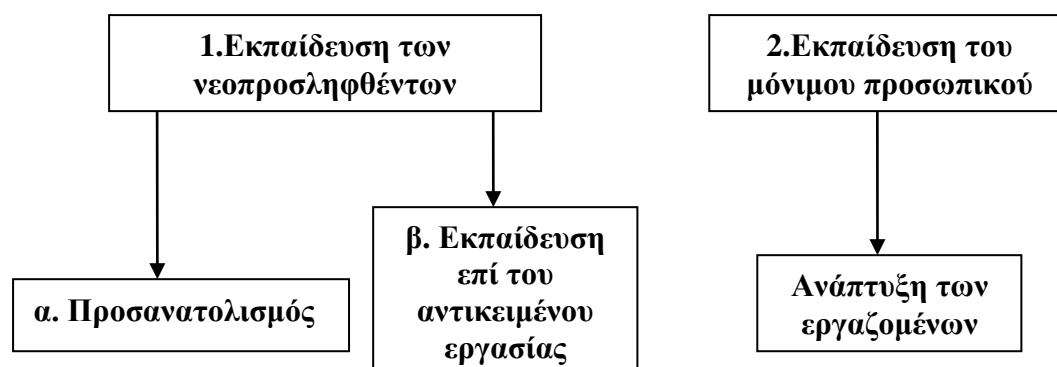 1.Εκπαίδευση των
νεοπροσληφθέντων
2.Εκπαίδευση του
μόνιμου προσωπικού
α. Προσανατολισμός
β. Εκπαίδευση
επί του
αντικειμένου
εργασίας
Ανάπτυξη των
εργαζομένων